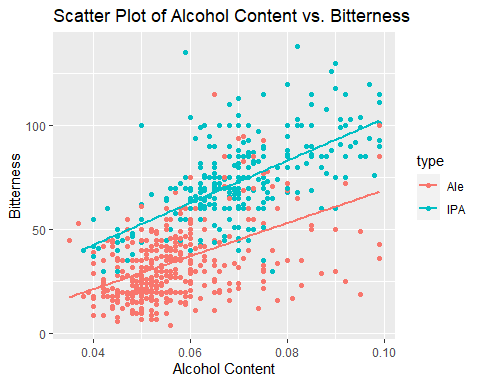 Scatter Plot of Alcohol Content vs. Bitterness
Bitterness
100
50
0
0.04
0.06
0.08
0.10
Alcohol Content
type
Ale
IPA